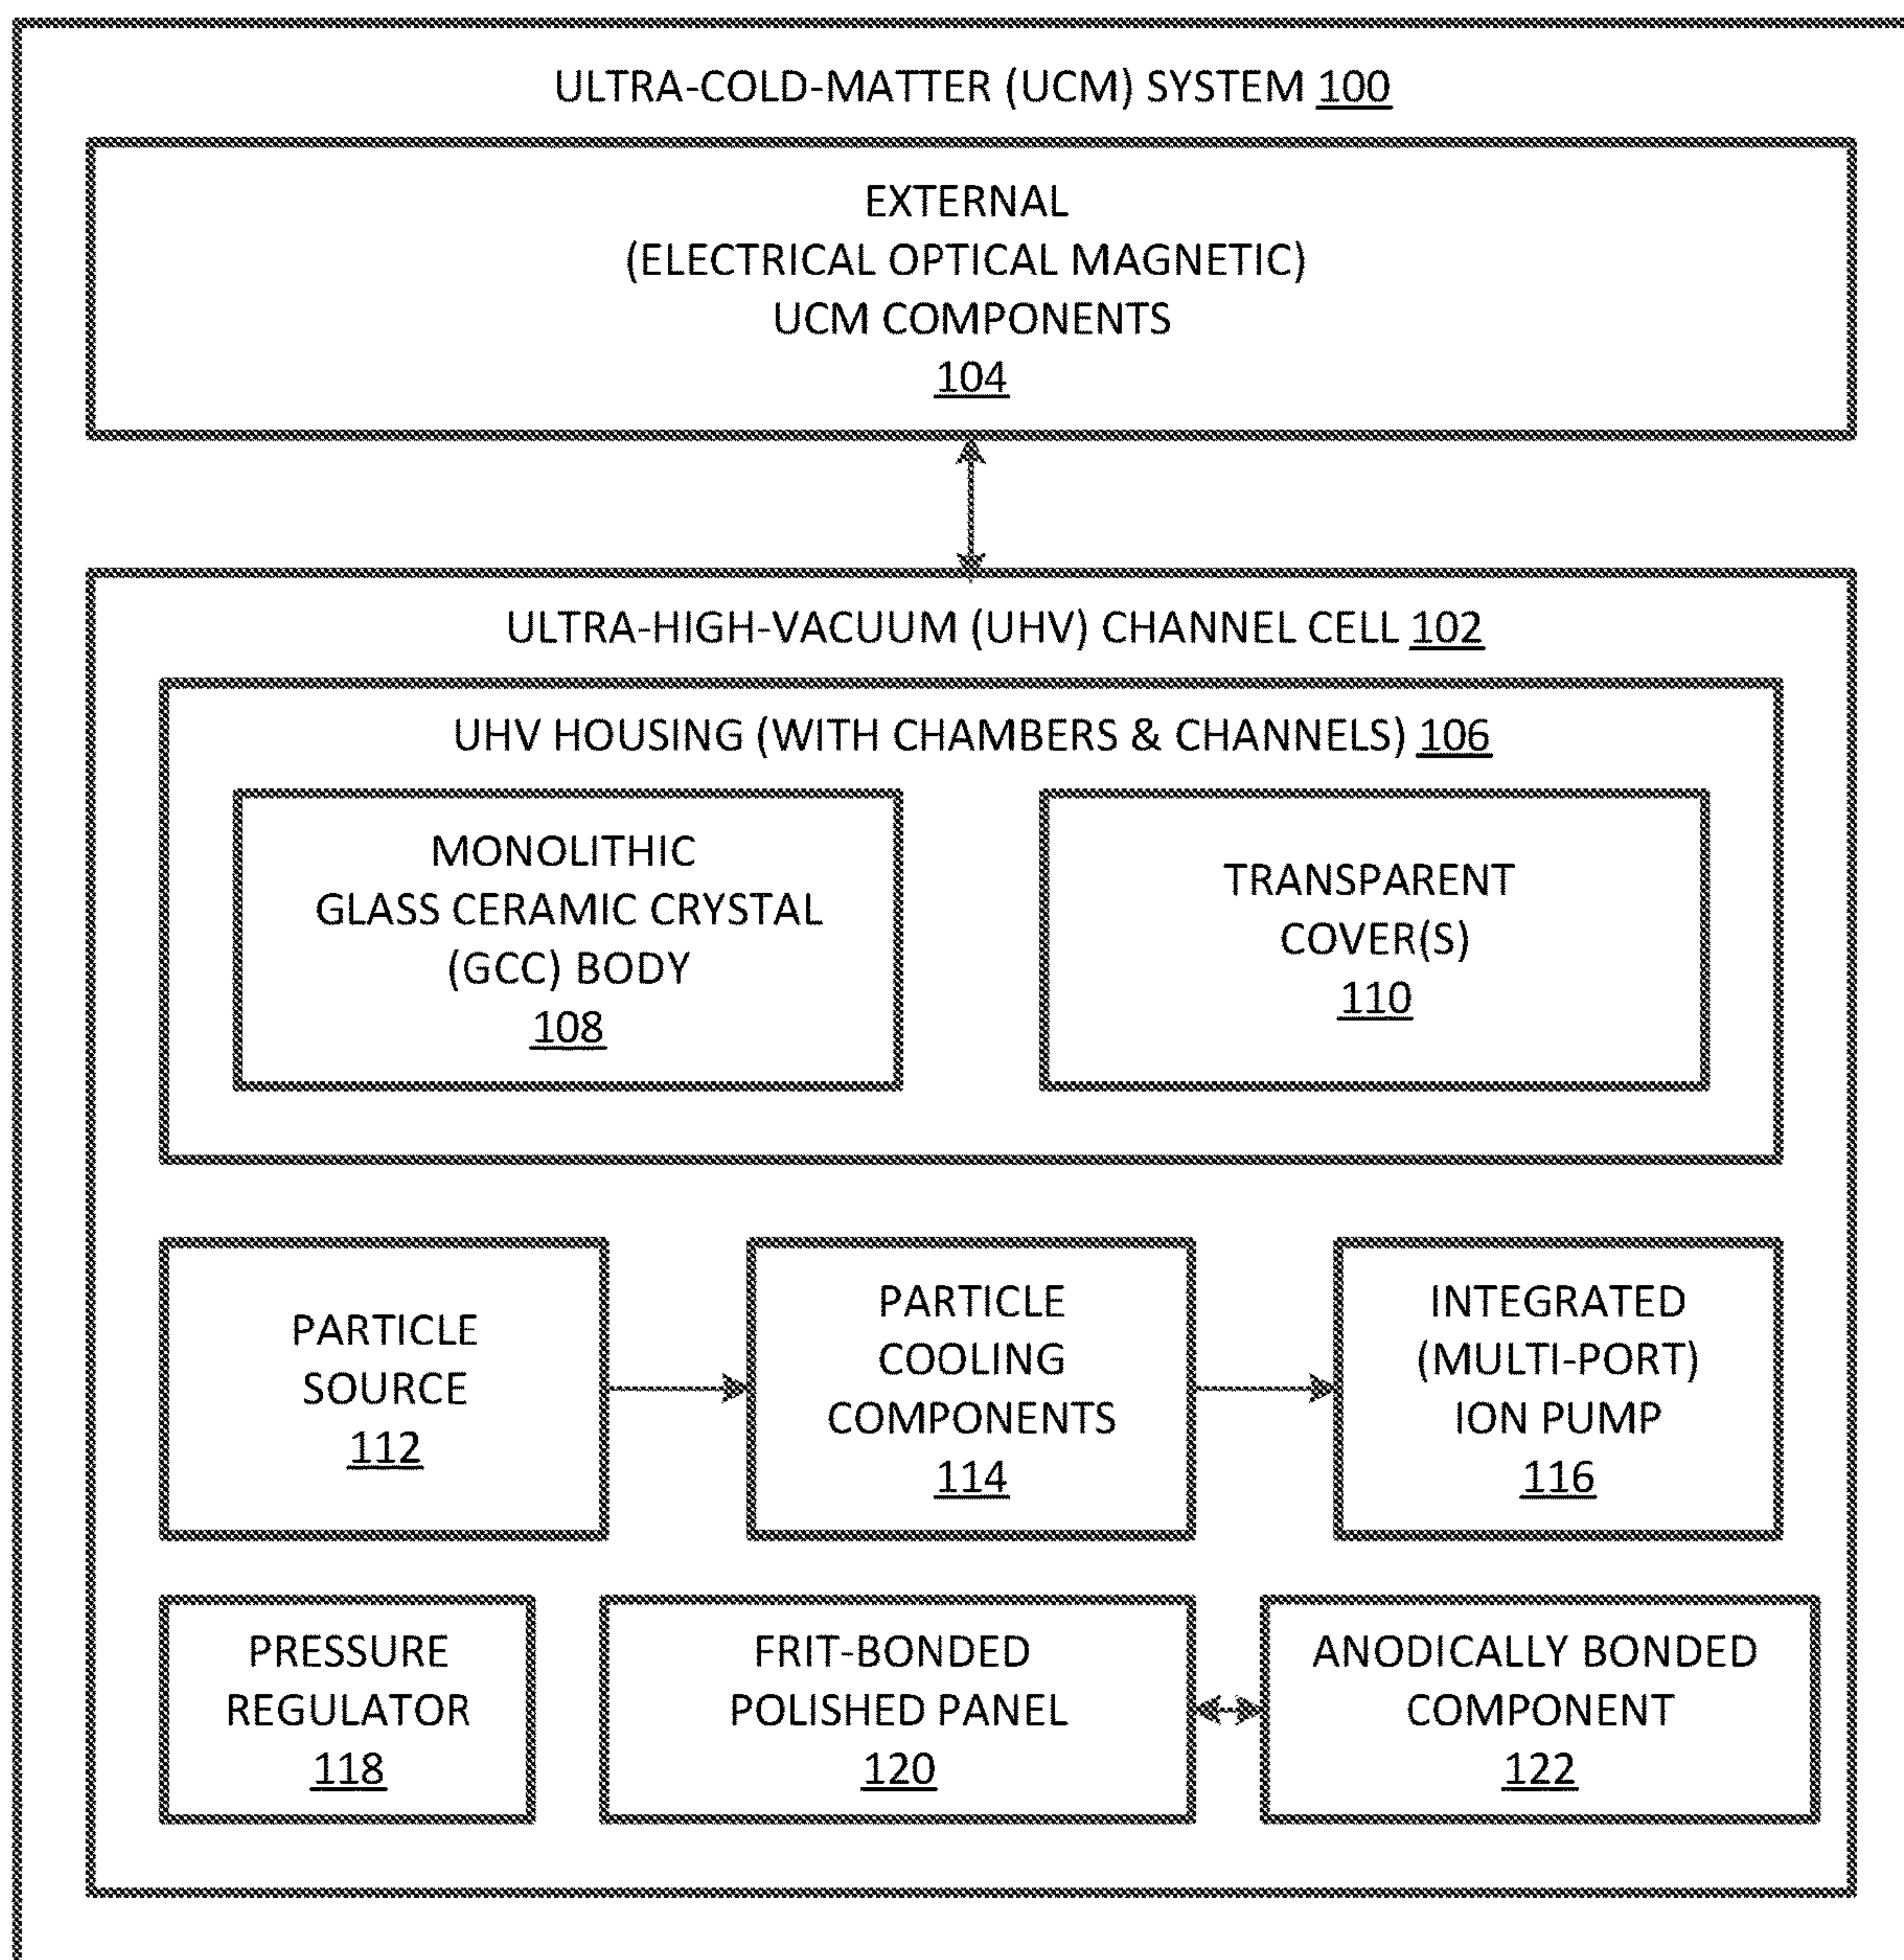 ULTRA-COLD-MATTER (UCM) SYSTEM 100
EXTERNAL
(ELECTRICAL OPTICAL MAGNETIC)
UCM COMPONENTS
104
ULTRA-HIGH-VACUUM (UHV) CHANNEL CELL 102
UHV HOUSING (WITH CHAMBERS & CHANNELS) 106
MONOLITHIC
GLASS CERAMIC CRYSTAL
(GCC) BODY
108
TRANSPARENT
COVER(S)
110
PARTICLE
SOURCE
112
PARTICLE
COOLING
COMPONENTS
114
INTEGRATED
(MULTI-PORT)
ION PUMP
116
PRESSURE
REGULATOR
118
FRIT-BONDED
POLISHED PANEL
120
ANODICALLY BONDED
COMPONENT
122